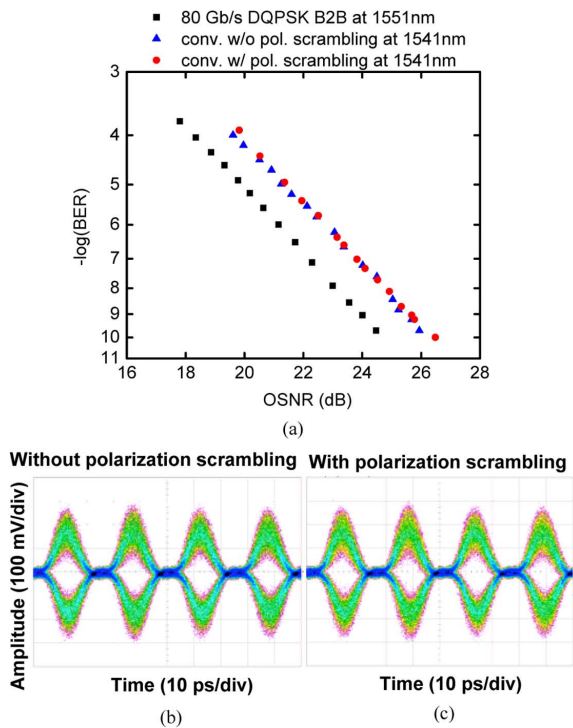 80 Gb/s DQPSK B2B at 1551nm
conv. w/o pol. scrambling at 1541nm
conv. w/ pol. scrambling at 1541nm
3
4
5
6
7
8
9
10
11
-log(BER)
16 18 20 22 24 26 28
OSNR (dB)
(a)
Without polarization scrambling With polarization scrambling
Amplitude (100 mV/div)
Time (10 ps/div) Time (10 ps/div)
(b) (c)